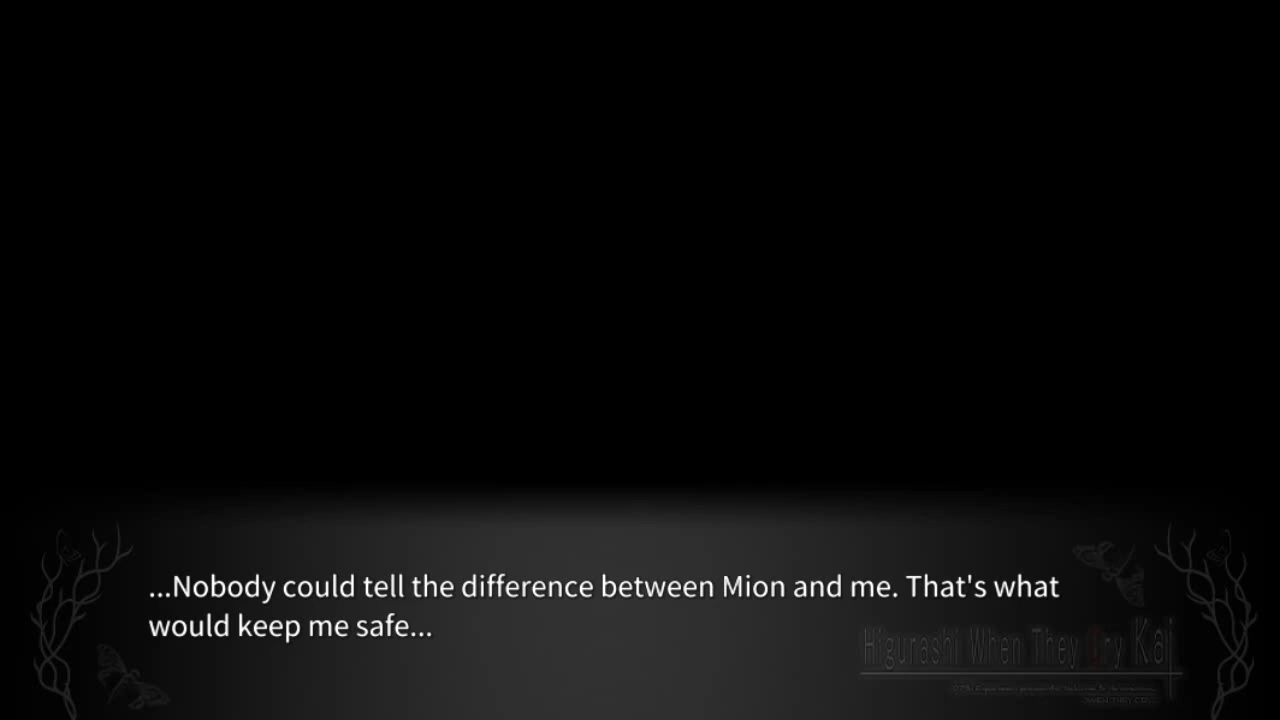 ...Nobody could tell the difference between Mion and me. That's what
would keep me safe...
Higurashi When They Cry Kai